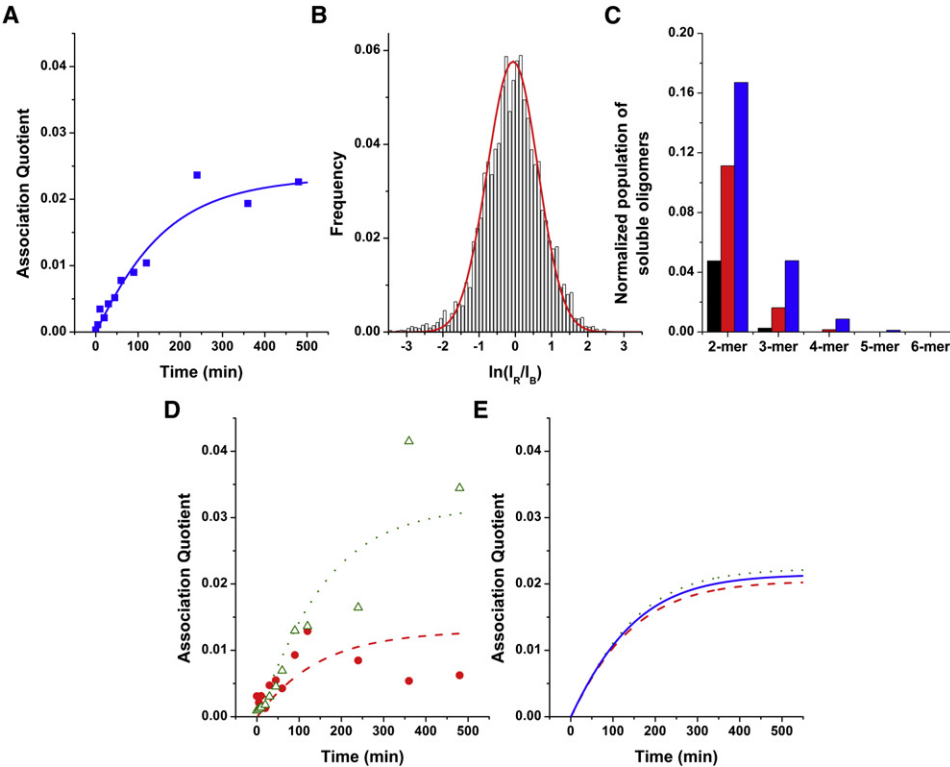 A
Association Quotient
0.04
0.03
0.02
0.01
0.00
0 100 200 300 400 500
Time (min)
B
Frequency
0.06
0.04
0.02
0.00
-3 -2 -1 0 1 2 3
ln(I_R/I_B)
C
Normalized population of
soluble oligomers
0.20
0.16
0.12
0.08
0.04
0.00
2-mer 3-mer 4-mer 5-mer 6-mer
D
Association Quotient
0.04
0.03
0.02
0.01
0.00
0 100 200 300 400 500
Time (min)
E
Association Quotient
0.04
0.03
0.02
0.01
0.00
0 100 200 300 400 500
Time (min)